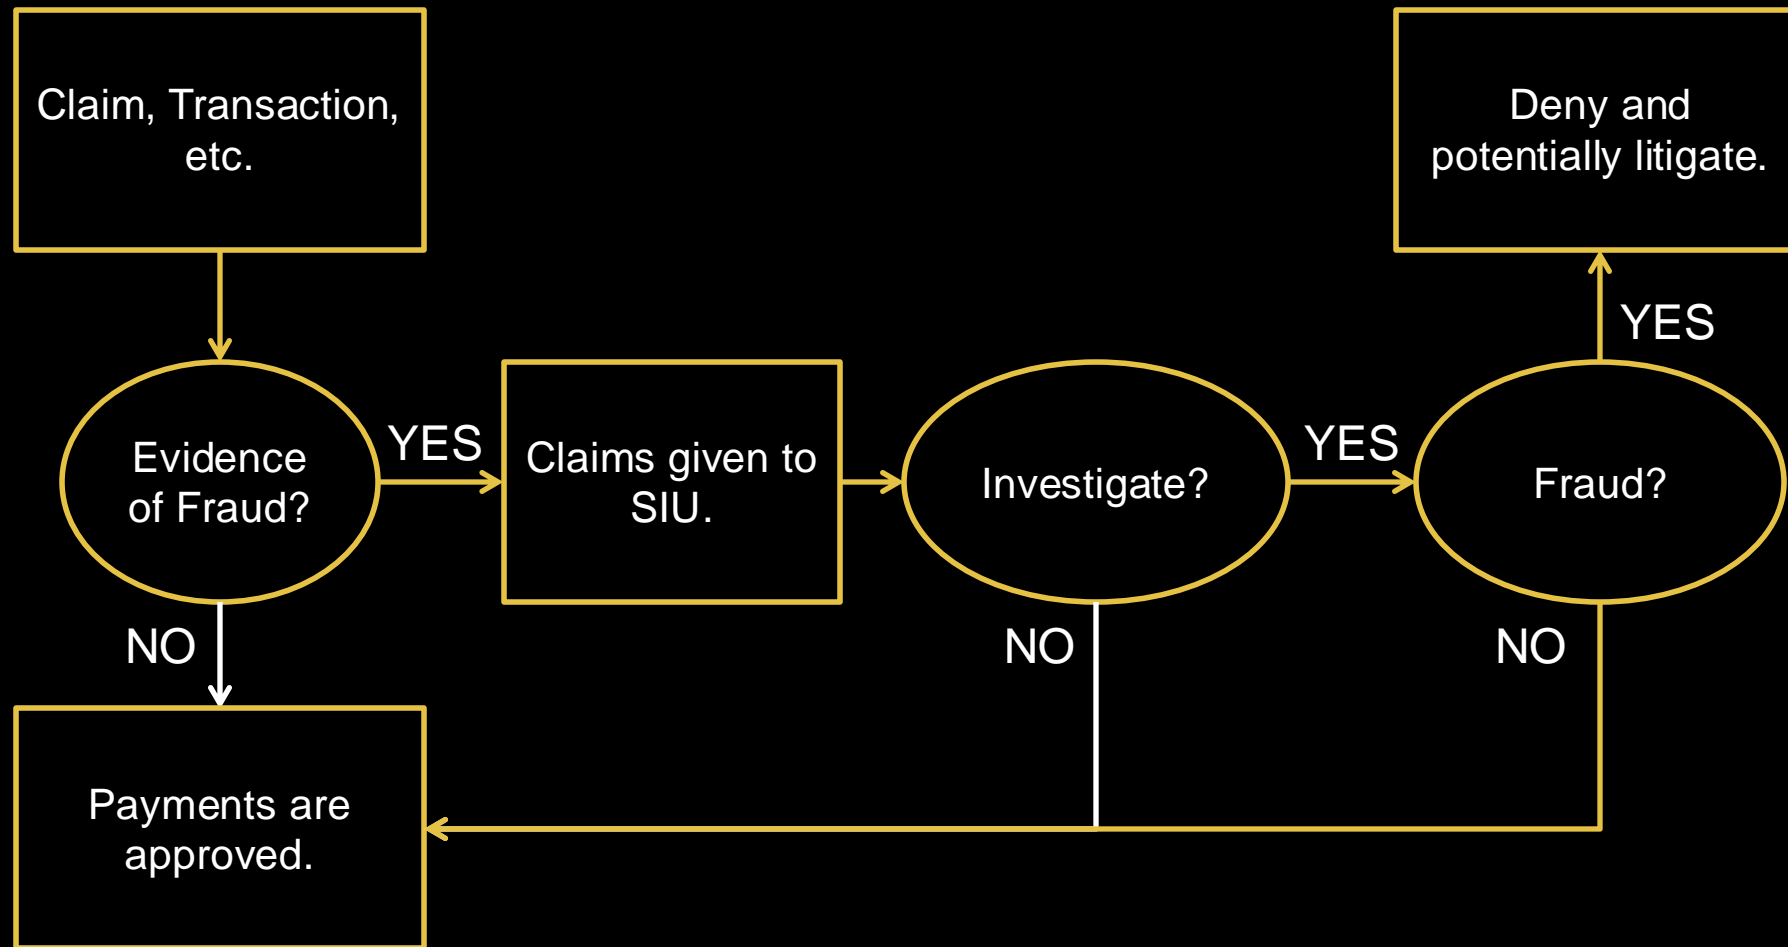 Claim, Transaction,
etc.
Deny and
potentially litigate.
YES
Evidence
of Fraud?
YES
Claims given to
SIU.
Investigate?
YES
Fraud?
NO
NO
NO
Payments are
approved.